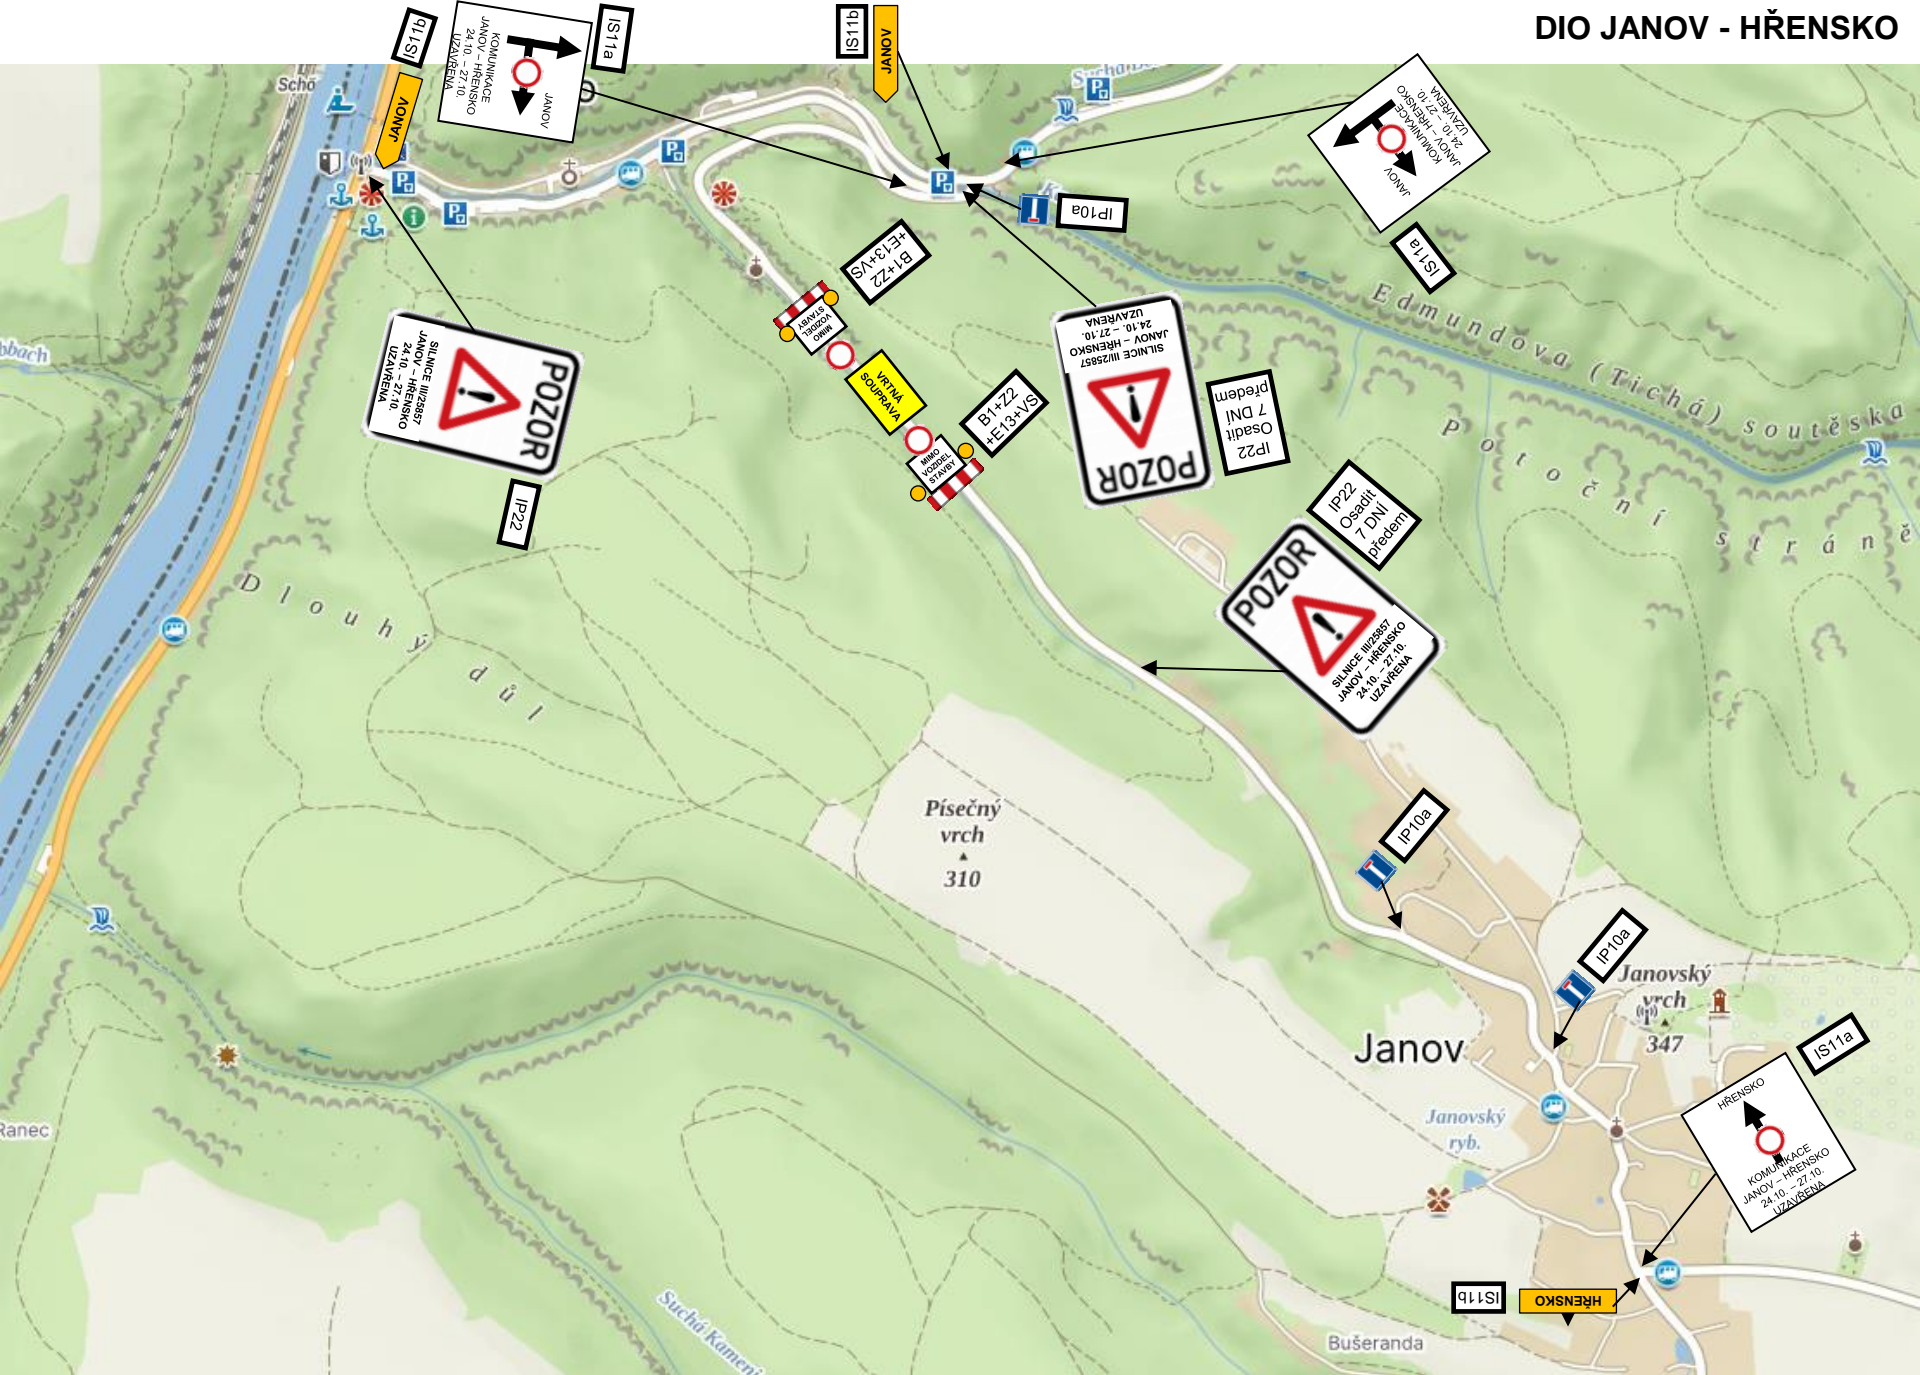 DIO JANOV - HŘENSKO
IS11b
JANOV
KOMUNIKACE
JANOV – HŘENSKO
24.10. – 27.10.
UZAVŘENA
JANOV
IS11a
IS11b
JANOV
Schö
Suchá
KOMUNIKACE
JANOV – HŘENSKO
24.10. – 27.10.
UZAVŘENA
JANOV
IS11a
IP10a
B1+Z2
+E13+VS
MIMO
VOZIDEL
STAVBY
VRTNÁ
SOUPRAVA
MIMO
VOZIDEL
STAVBY
B1+Z2
+E13+VS
POZOR
SILNICE III/25857
JANOV – HŘENSKO
24.10. – 27.10.
UZAVŘENA
IP22
POZOR
SILNICE III/25857
JANOV – HŘENSKO
24.10. – 27.10.
UZAVŘENA
IP22
Osadit
7 DNÍ
předem
IP22
Osadit
7 DNÍ
předem
POZOR
SILNICE III/25857
JANOV – HŘENSKO
24.10. – 27.10.
UZAVŘENA
Edmundova (Tichá) soutěska
Potoční
stráně
bbach
Dlouhý
důl
Písečný
vrch
310
IP10a
IP10a
Janovský
vrch
347
Janov
Janovský
ryb.
IS11a
HŘENSKO
KOMUNIKACE
JANOV – HŘENSKO
24.10. – 27.10.
UZAVŘENA
IS11b
HŘENSKO
Ranec
Suchá Kamení
Bušeranda